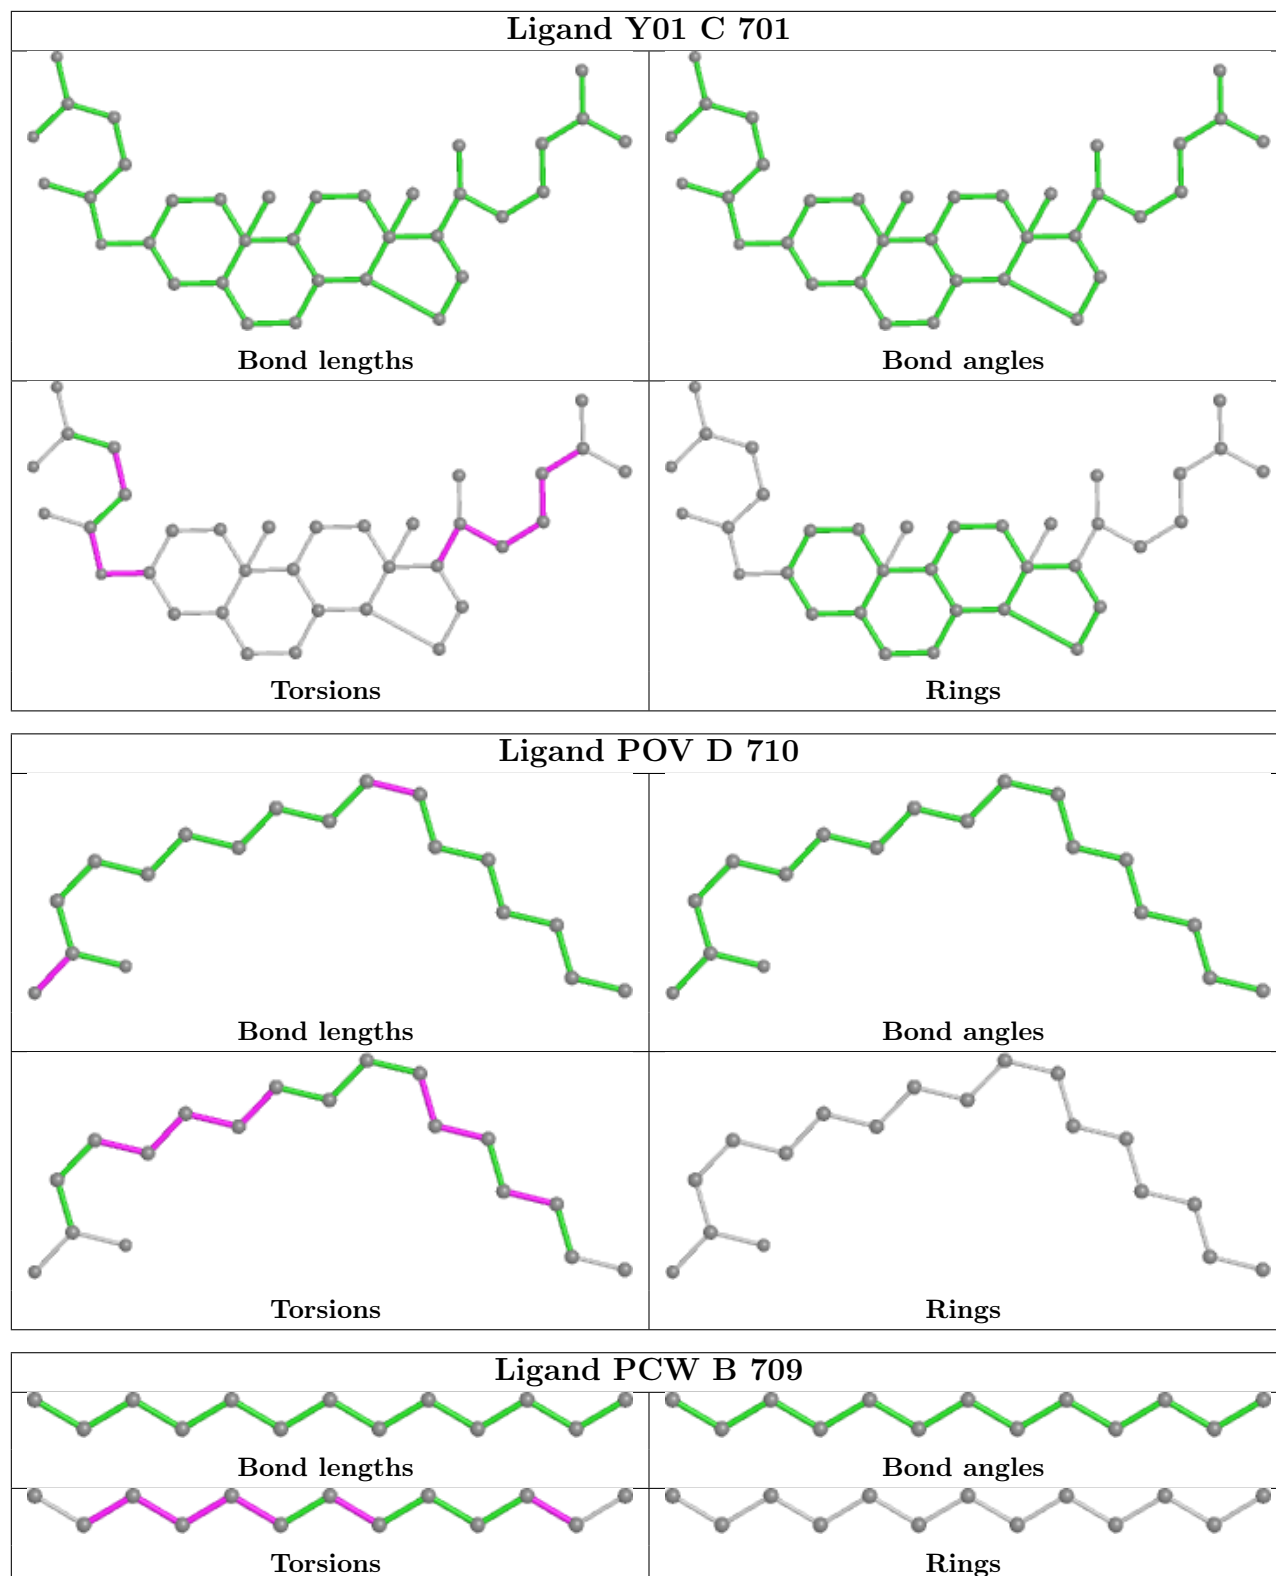 Ligand Y01 C 701
Bond lengths
Bond angles
Torsions
Rings
Ligand POV D 710
Bond lengths
Bond angles
Torsions
Rings
Ligand PCW B 709
Bond lengths
Bond angles
Torsions
Rings